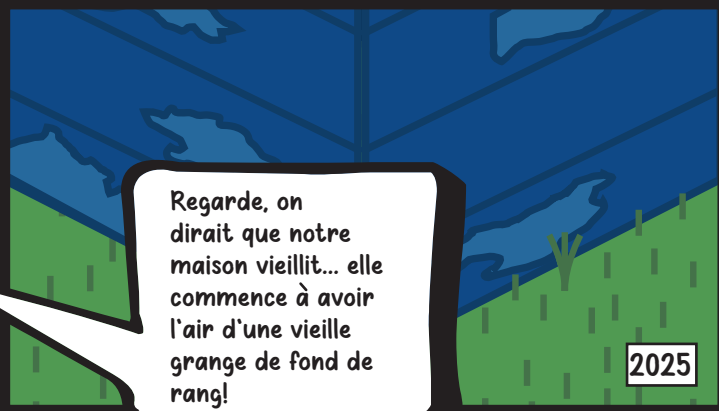 Regarde, on
dirait que notre
maison vieillit... elle
commence à avoir
l'air d'une vieille
grange de fond de
rang!
2025